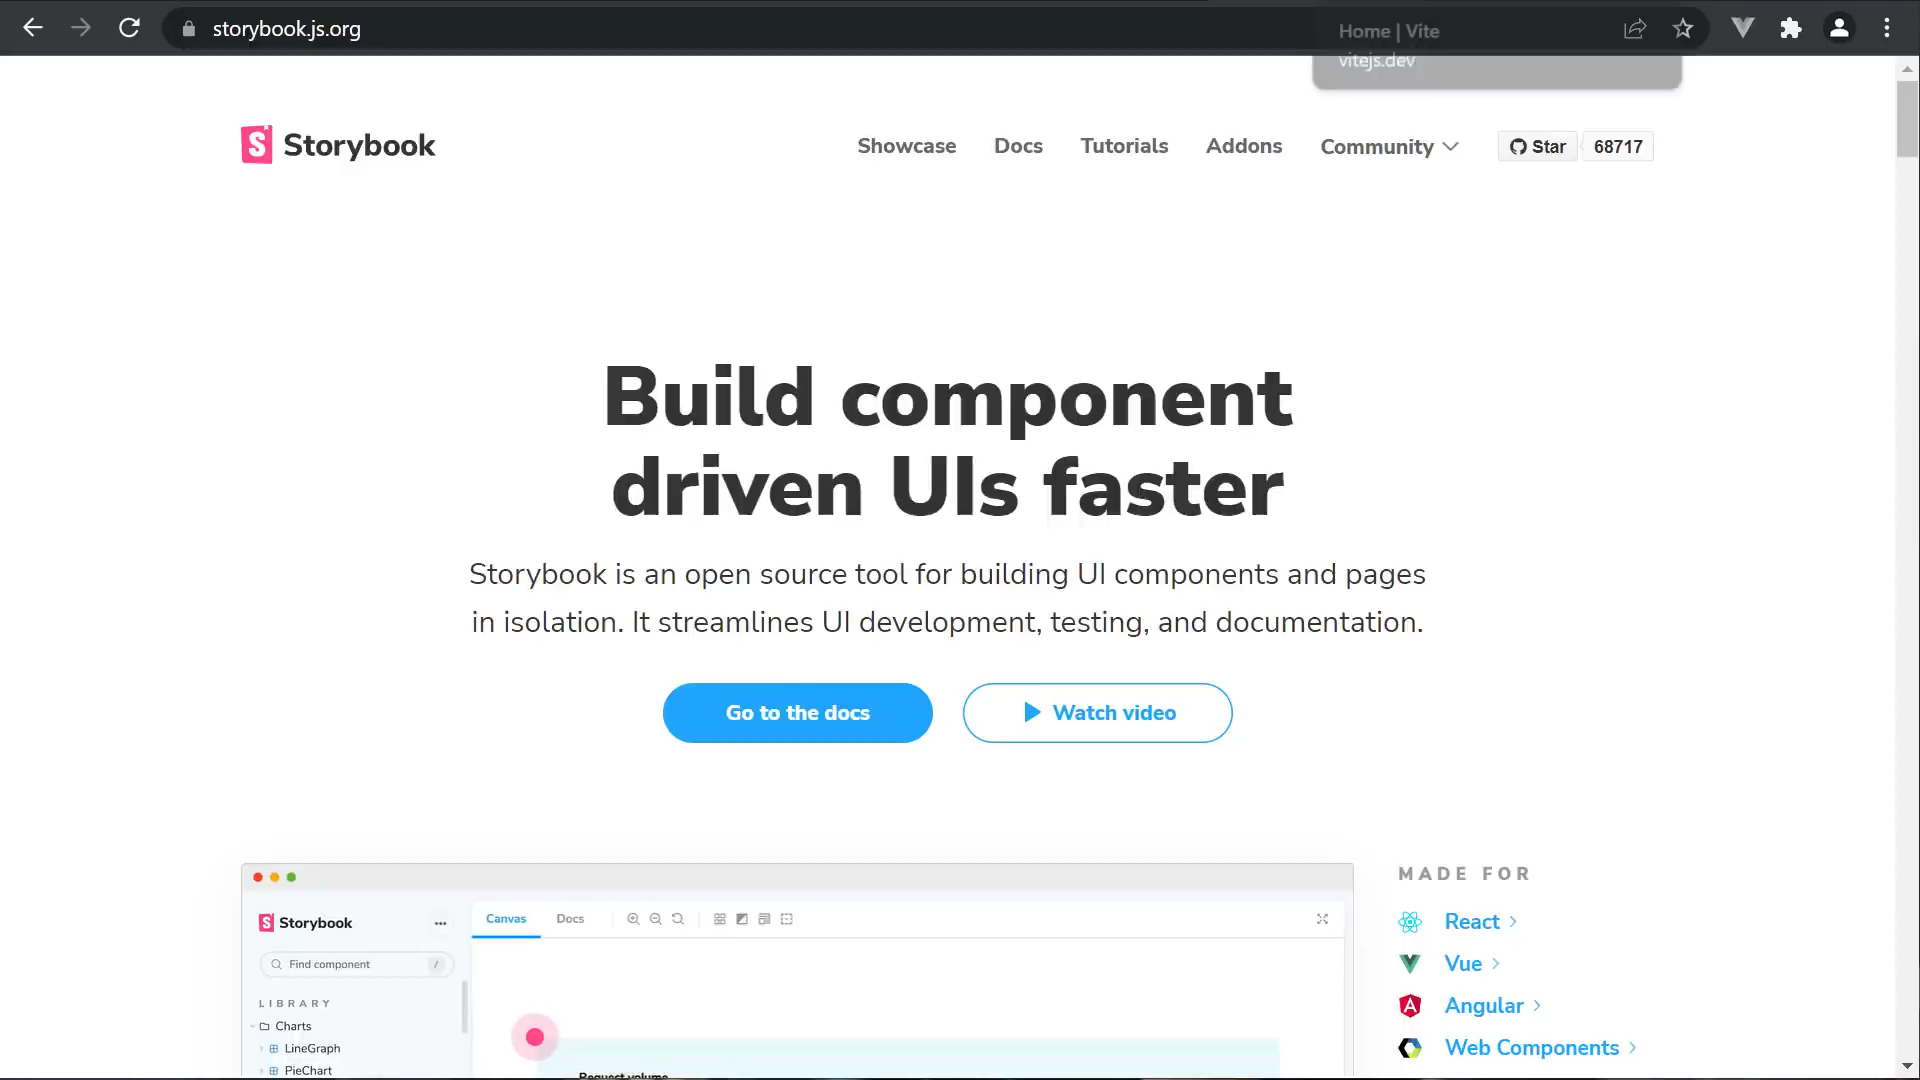 storybook.js.org
Home | Vite
vitejs.dev
Storybook
Showcase
Docs
Tutorials
Addons
Community
Star
68717
Build component
driven UIs faster
Storybook is an open source tool for building UI components and pages
in isolation. It streamlines UI development, testing, and documentation.
Go to the docs
Watch video
Storybook
Canvas
Docs
Find component
/
LIBRARY
Charts
LineGraph
PieChart
Request volume
MADE FOR
React
Vue
Angular
Web Components